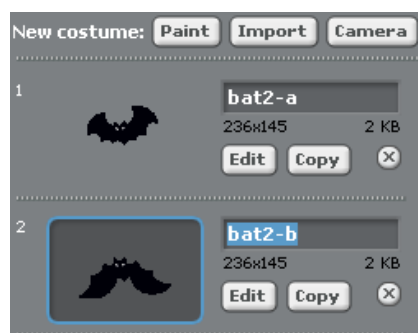 New costume: Paint Import Camera
1
bat2-a
236x145 2 KB
Edit Copy
2
bat2-b
236x145 2 KB
Edit Copy